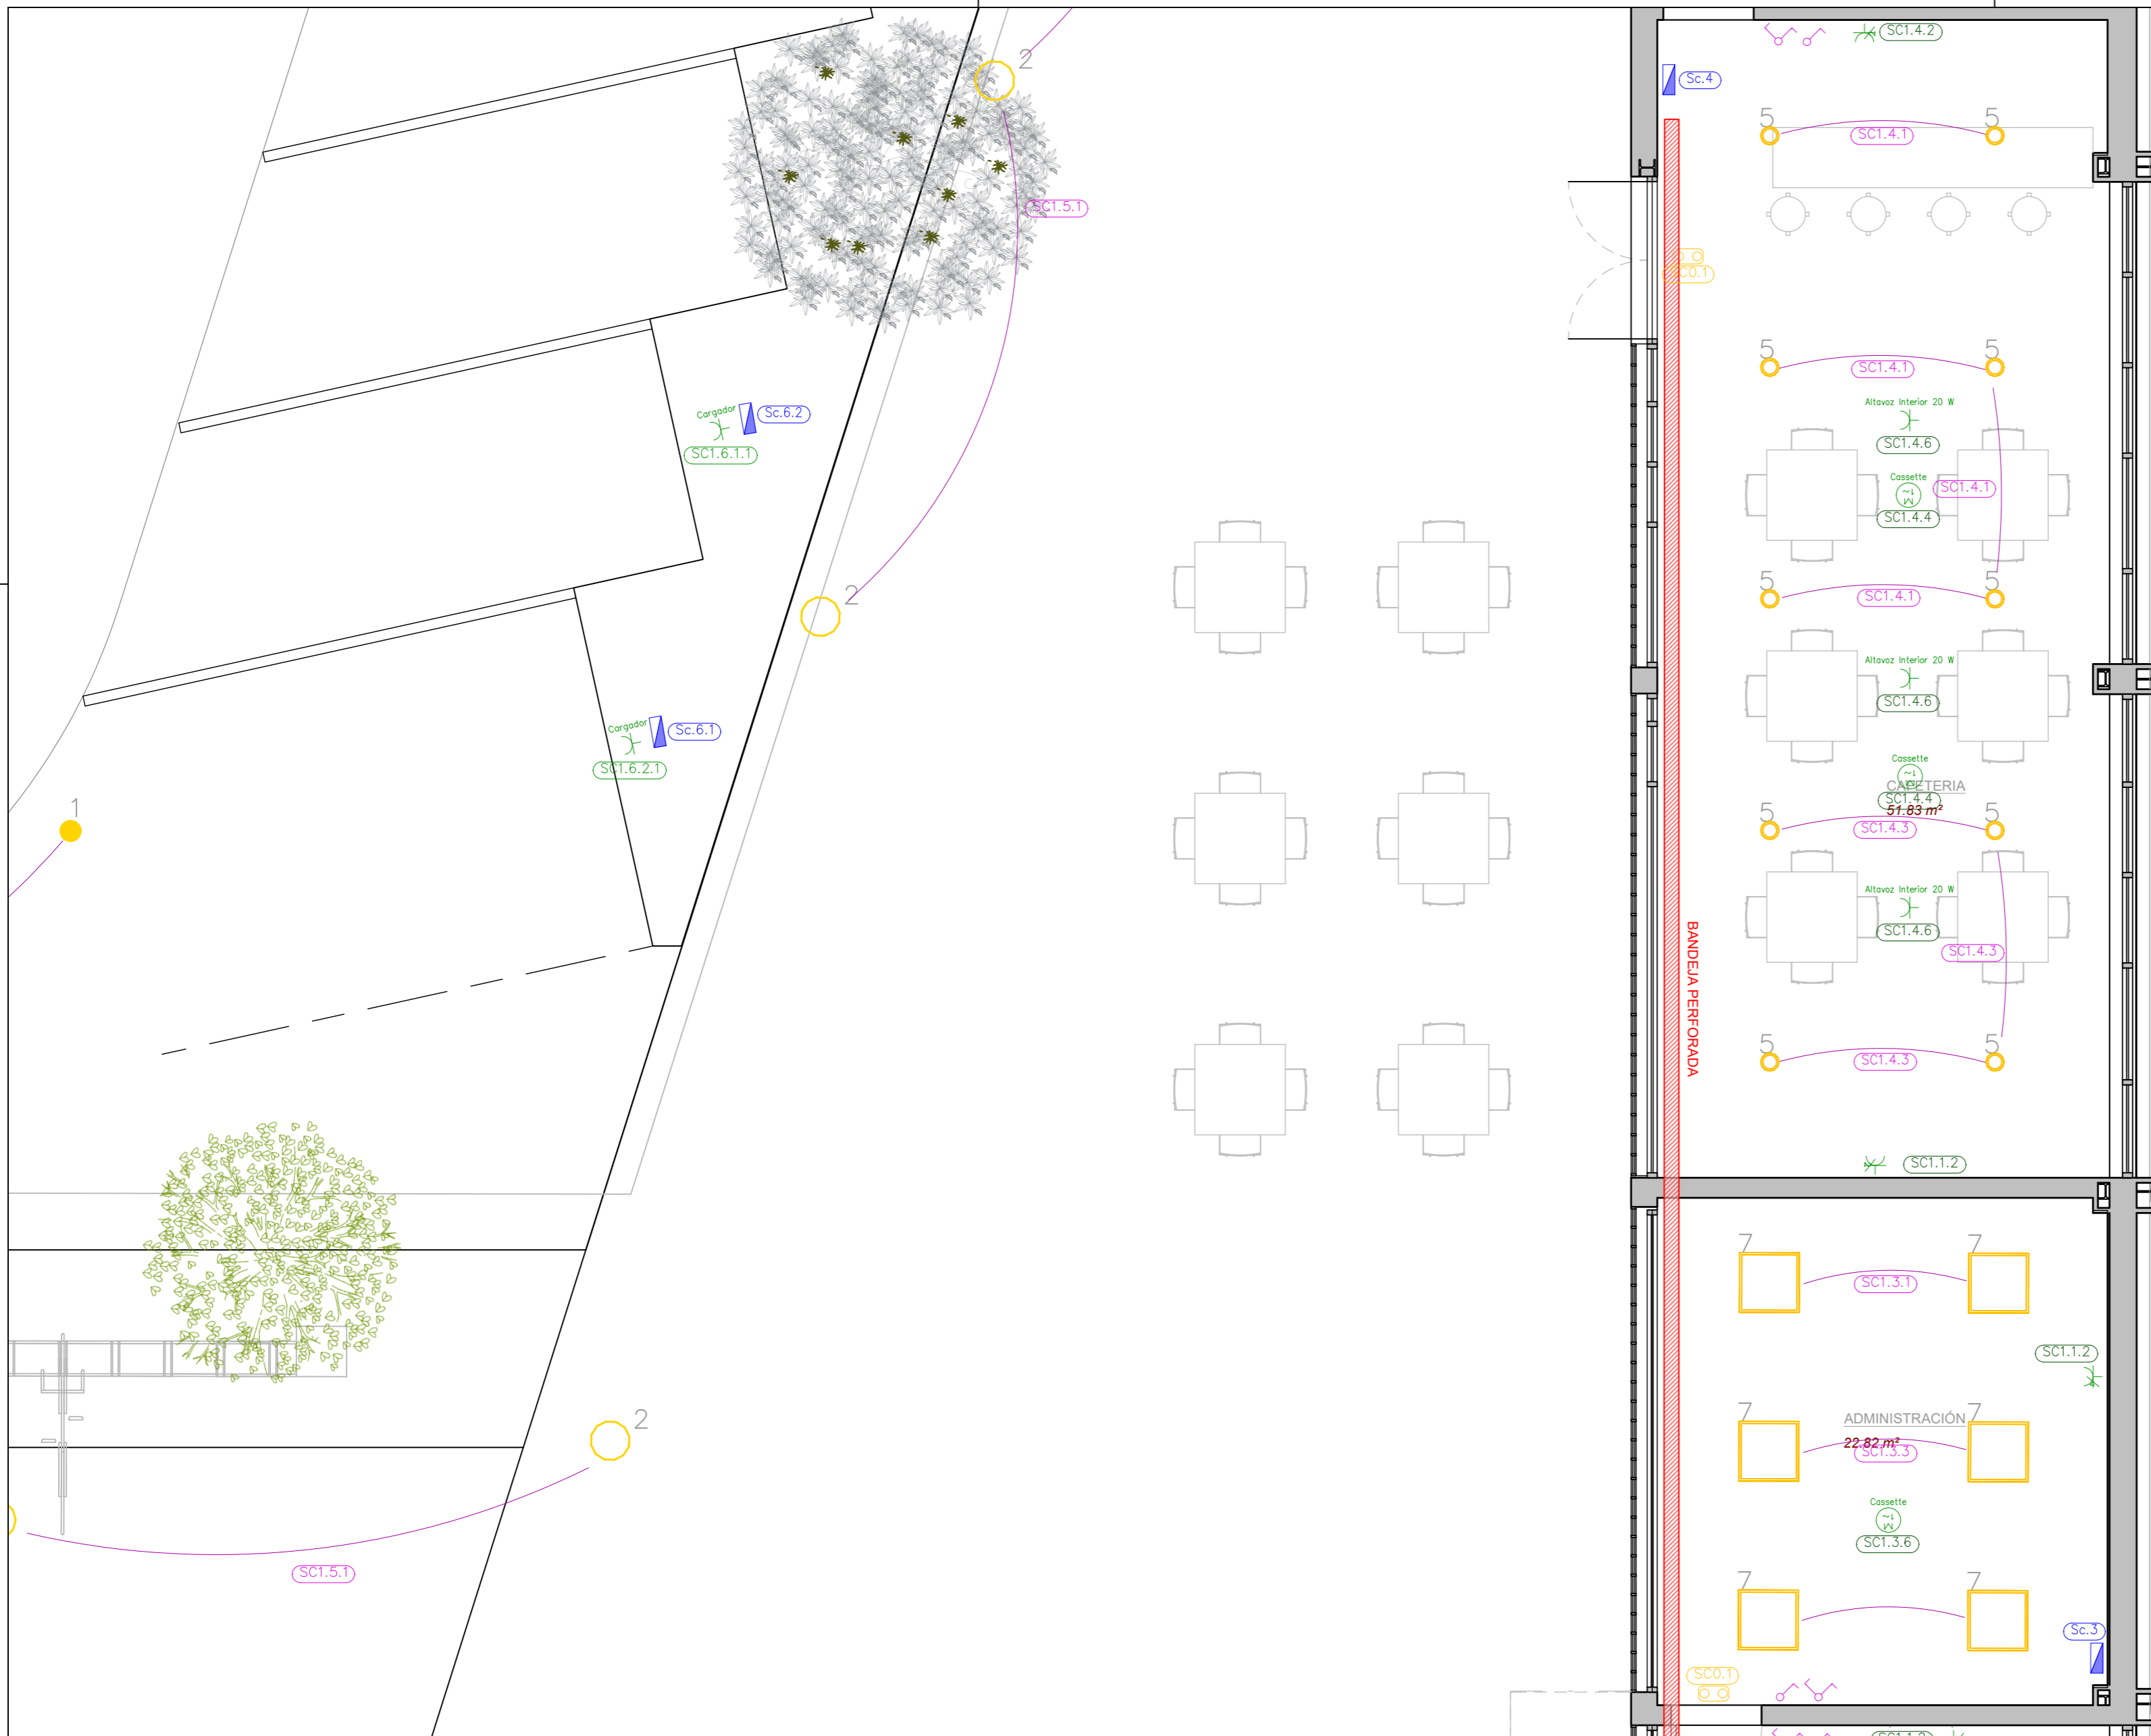 2
SC1.4.2
Sc.4
5
5
SC1.4.1
SC1.5.1
SC0.1
5
5
SC1.4.1
Altavoz Interior 20 W
SC1.4.6
Cargador
Sc.6.2
SC1.6.1.1
Cassette
M
1~
SC1.4.4
SC1.4.1
2
5
5
SC1.4.1
Altavoz Interior 20 W
SC1.4.6
Cargador
Sc.6.1
SC1.6.2.1
Cassette
M
1~
CAFETERIA
SC1.4.4
51.83 m²
1
5
5
SC1.4.3
Altavoz Interior 20 W
SC1.4.6
SC1.4.3
BANDEJA PERFORADA
5
5
SC1.4.3
SC1.1.2
7
7
SC1.3.1
SC1.1.2
7
7
ADMINISTRACIÓN
22.82 m²
SC1.3.3
2
Cassette
M
1~
SC1.3.6
SC1.5.1
7
7
Sc.3
SC0.1